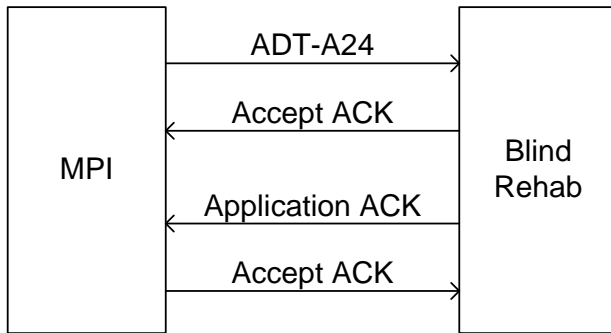 ADT-A24
Accept ACK
MPI
Blind
Rehab
Application ACK
Accept ACK